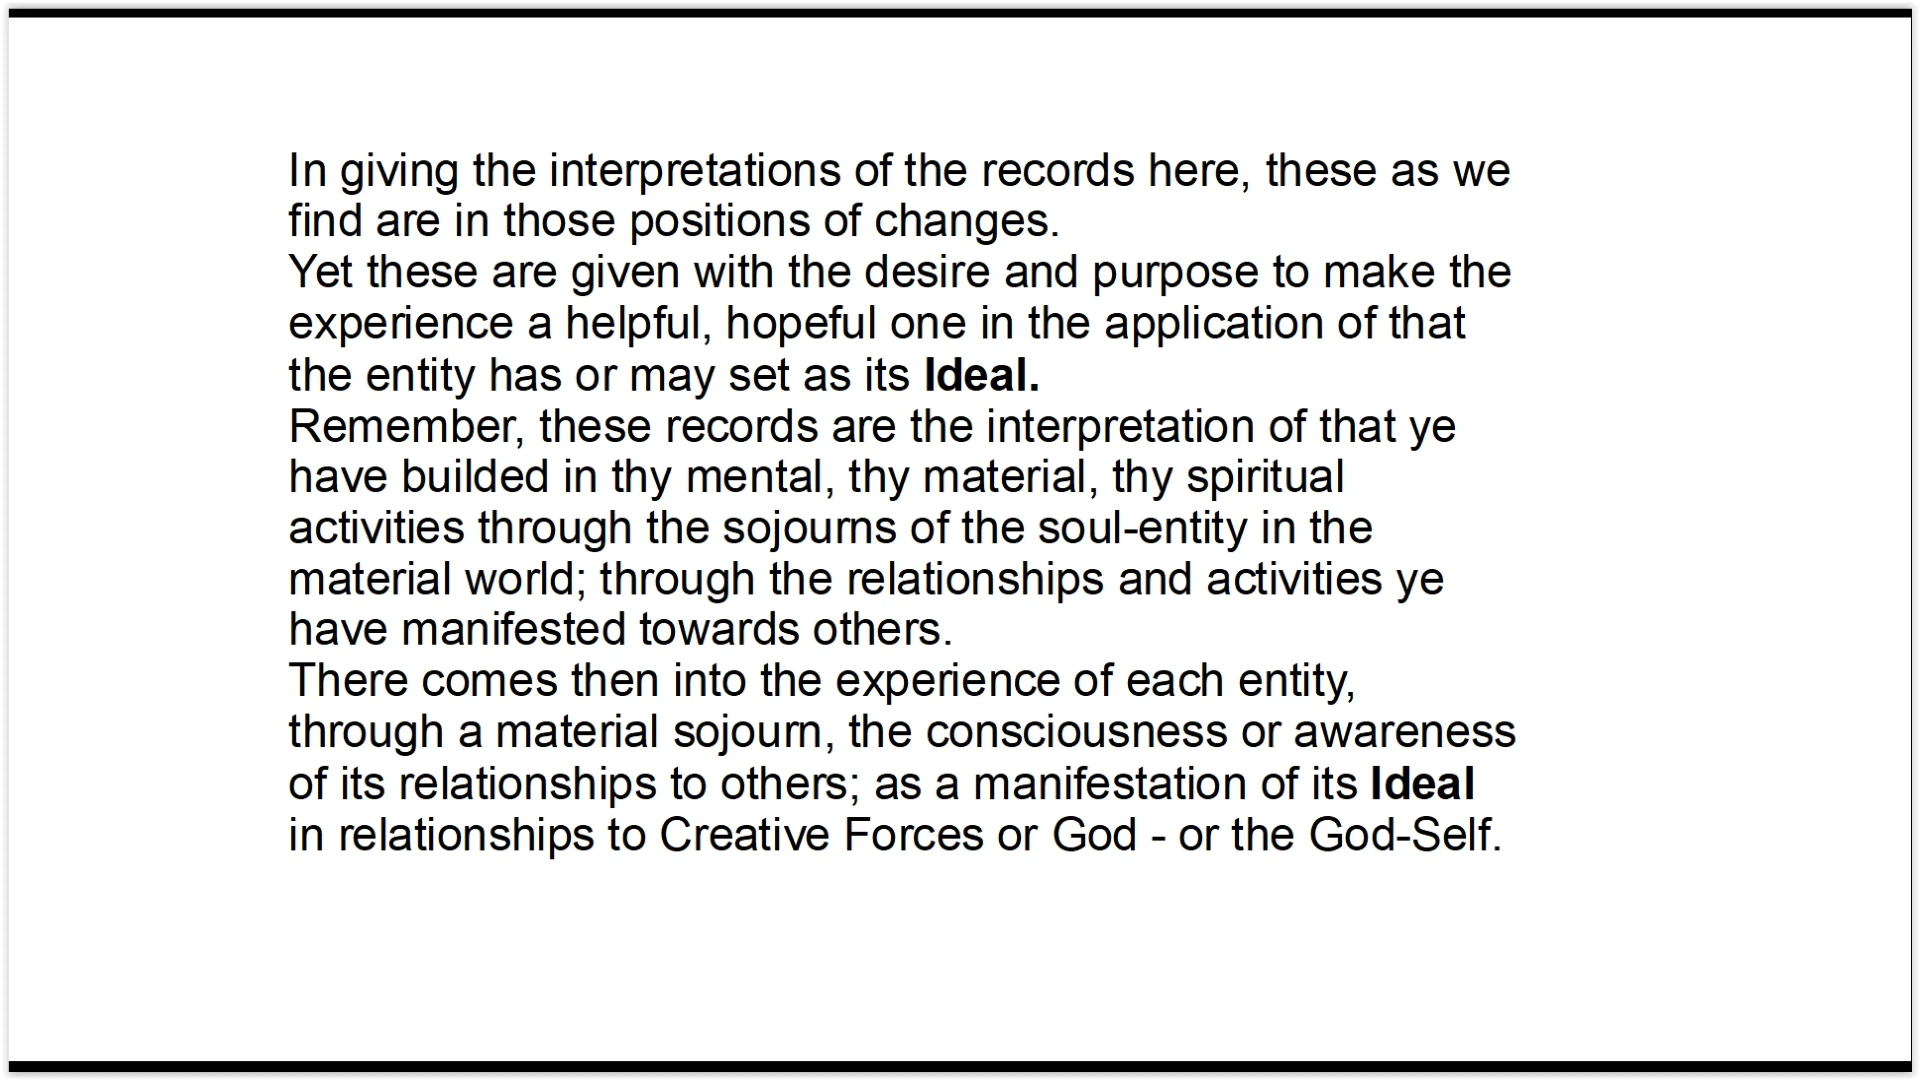 In giving the interpretations of the records here, these as we
find are in those positions of changes.
Yet these are given with the desire and purpose to make the
experience a helpful, hopeful one in the application of that
the entity has or may set as its Ideal.
Remember, these records are the interpretation of that ye
have builded in thy mental, thy material, thy spiritual
activities through the sojourns of the soul-entity in the
material world; through the relationships and activities ye
have manifested towards others.
There comes then into the experience of each entity,
through a material sojourn, the consciousness or awareness
of its relationships to others; as a manifestation of its Ideal
in relationships to Creative Forces or God - or the God-Self.